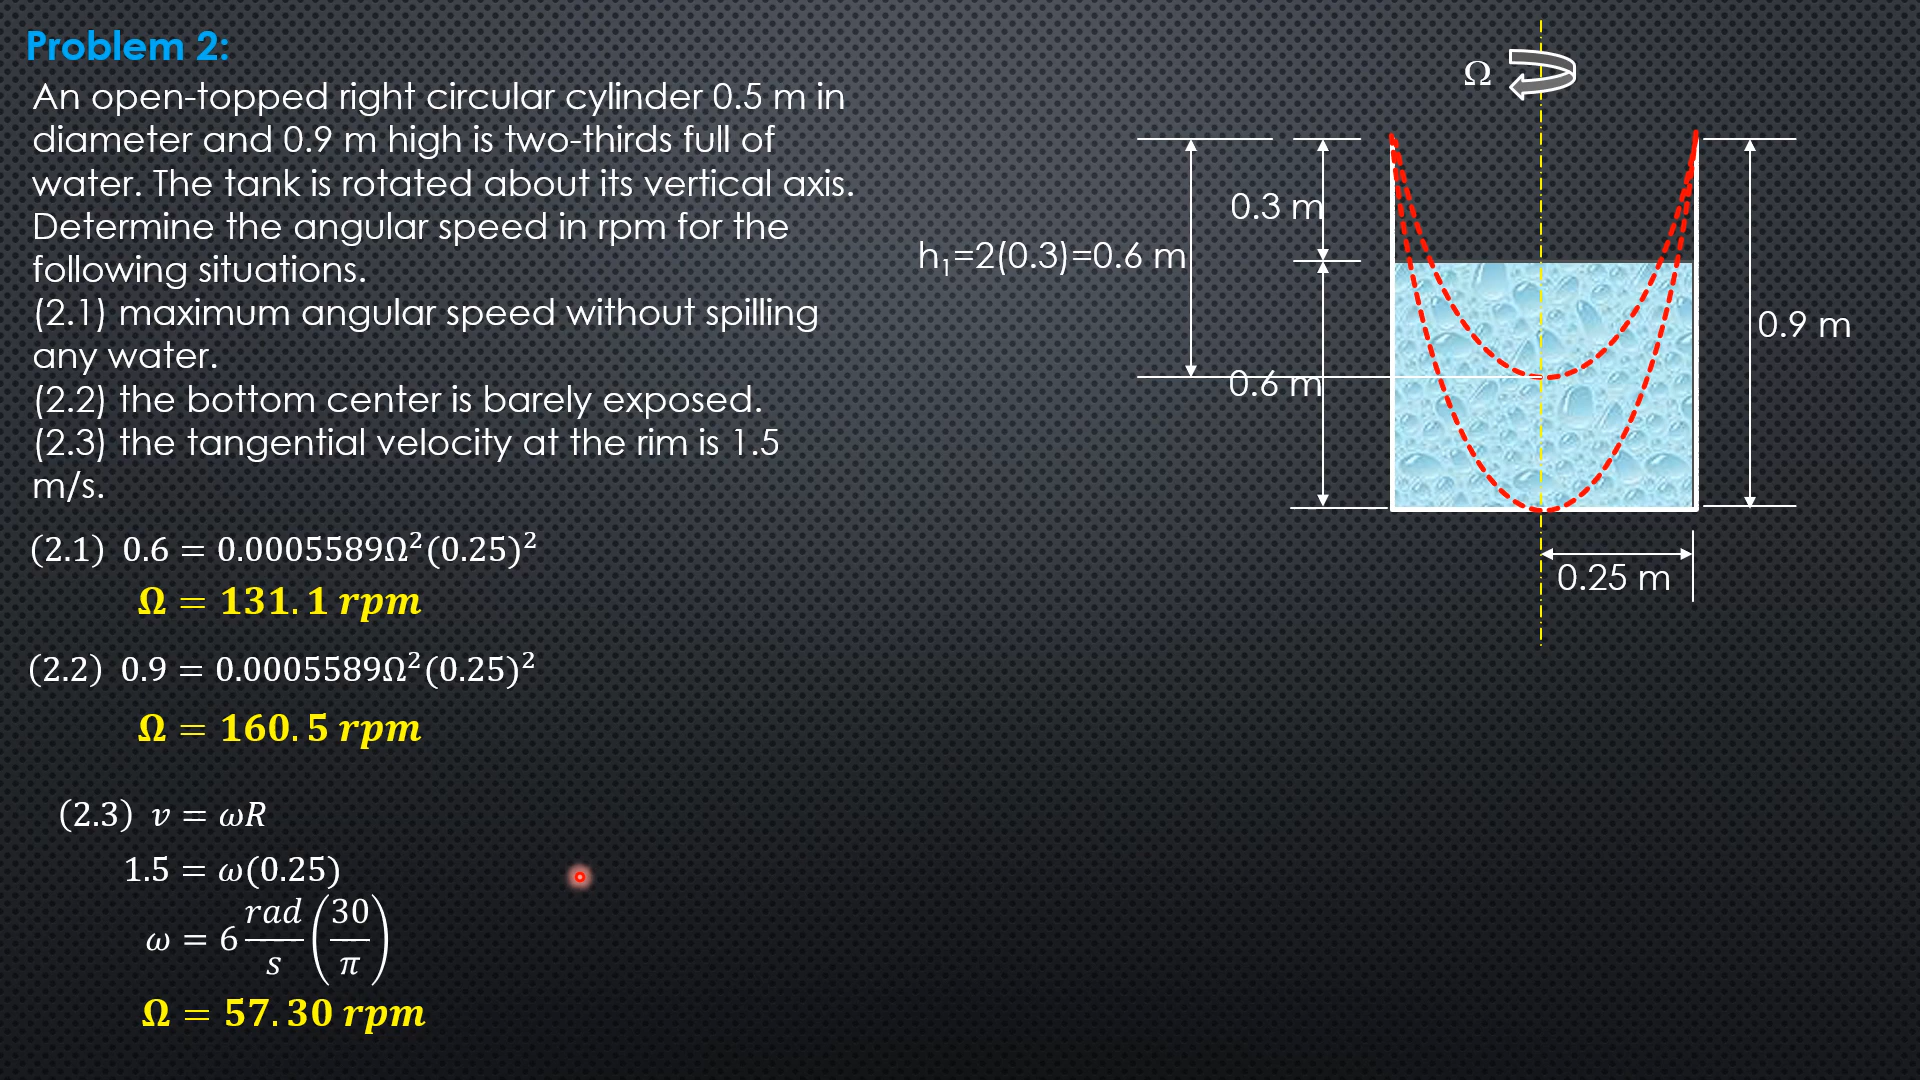 Problem 2:
An open-topped right circular cylinder 0.5 m in
diameter and 0.9 m high is two-thirds full of
water. The tank is rotated about its vertical axis.
Determine the angular speed in rpm for the
following situations.
(2.1) maximum angular speed without spilling
any water.
(2.2) the bottom center is barely exposed.
(2.3) the tangential velocity at the rim is 1.5
m/s.
(2.1) 0.6 = 0.0005589Ω²(0.25)²
Ω = 131.1 rpm
(2.2) 0.9 = 0.0005589Ω²(0.25)²
Ω = 160.5 rpm
(2.3) v = ωR
1.5 = ω(0.25)
ω = 6 rad/s (30/π)
Ω = 57.30 rpm
Ω
0.3 m
h₁=2(0.3)=0.6 m
0.9 m
0.6 m
0.25 m